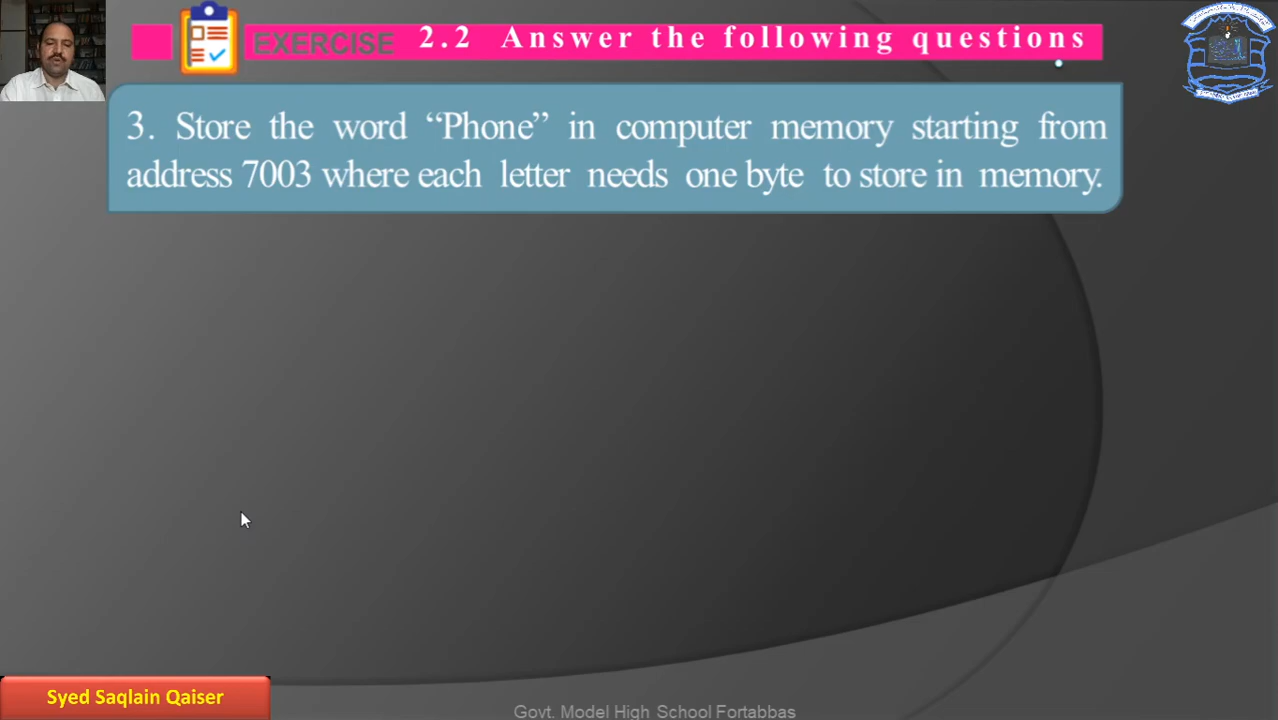 EXERCISE 2.2 Answer the following questions
3. Store the word “Phone” in computer memory starting from
address 7003 where each letter needs one byte to store in memory.
Syed Saqlain Qaiser
Govt. Model High School Fortabbas